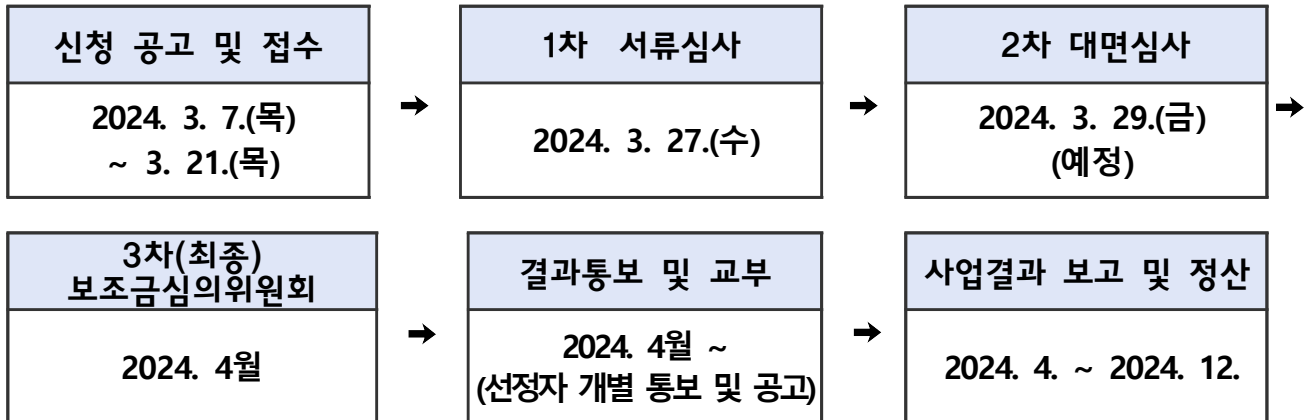 신청 공고 및 접수
2024. 3. 7.(목)
~ 3. 21.(목)
➡
1차 서류심사
2024. 3. 27.(수)
➡
2차 대면심사
2024. 3. 29.(금)
(예정)
➡
3차(최종)
보조금심의위원회
2024. 4월
➡
결과통보 및 교부
2024. 4월 ~
(선정자 개별 통보 및 공고)
➡
사업결과 보고 및 정산
2024. 4. ~ 2024. 12.